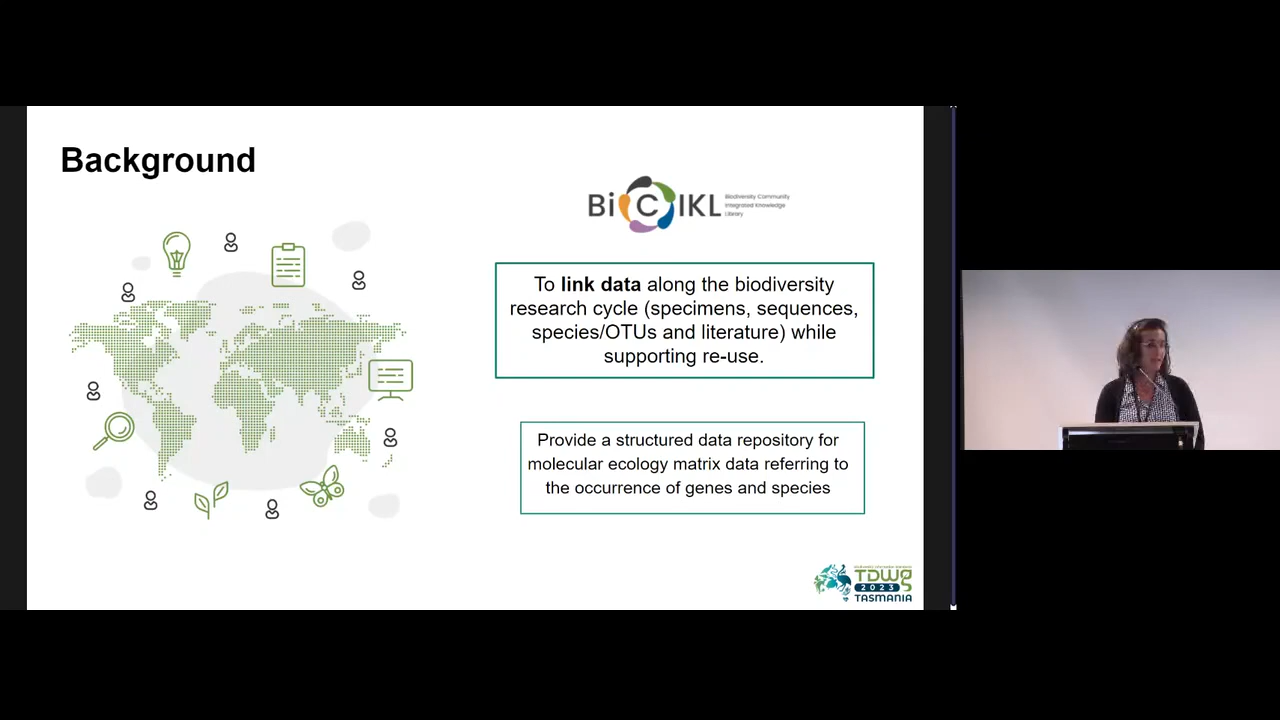 Background
BiCIKL
Biodiversity Community
Integrated Knowledge
Library
To link data along the biodiversity
research cycle (specimens, sequences,
species/OTUs and literature) while
supporting re-use.
Provide a structured data repository for
molecular ecology matrix data referring to
the occurrence of genes and species
TDWG
2023
TASMANIA